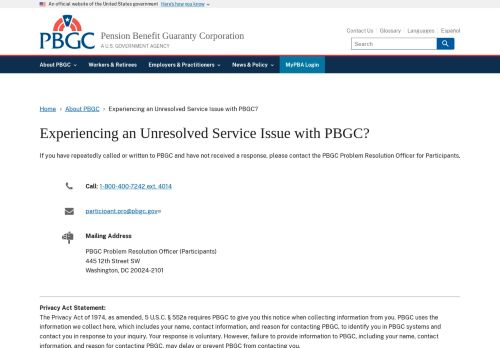 An official website of the United States government Here's how you know
PBGC
Pension Benefit Guaranty Corporation
A U.S. GOVERNMENT AGENCY
Contact Us Glossary Languages Español
Search
About PBGC Workers & Retirees Employers & Practitioners News & Policy MyPBA Login
Home > About PBGC > Experiencing an Unresolved Service Issue with PBGC?
Experiencing an Unresolved Service Issue with PBGC?
If you have repeatedly called or written to PBGC and have not received a response, please contact the PBGC Problem Resolution Officer for Participants.
Call: 1-800-400-7242 ext. 4014
participant.pro@pbgc.gov
Mailing Address
PBGC Problem Resolution Officer (Participants)
445 12th Street SW
Washington, DC 20024-2101
Privacy Act Statement:
The Privacy Act of 1974, as amended, 5 U.S.C. § 552a requires PBGC to give you this notice when collecting information from you. PBGC uses the
information we collect here, which includes your name, contact information, and reason for contacting PBGC, to identify you in PBGC systems and
contact you in response to your inquiry. Your response is voluntary. However, failure to provide information to PBGC, including your name, contact
information, and reason for contacting PBGC, may delay or prevent PBGC from contacting you.